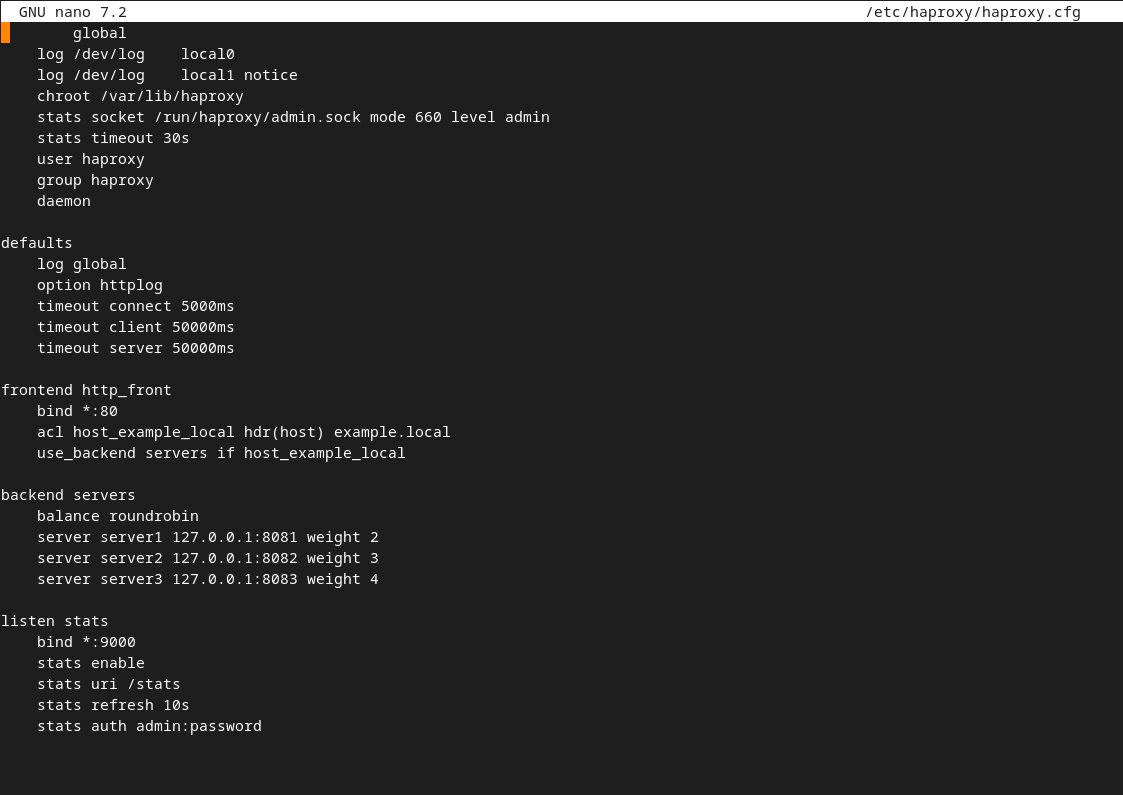 GNU nano 7.2 /etc/haproxy/haproxy.cfg
        global
    log /dev/log    local0
    log /dev/log    local1 notice
    chroot /var/lib/haproxy
    stats socket /run/haproxy/admin.sock mode 660 level admin
    stats timeout 30s
    user haproxy
    group haproxy
    daemon

defaults
    log global
    option httplog
    timeout connect 5000ms
    timeout client 50000ms
    timeout server 50000ms

frontend http_front
    bind *:80
    acl host_example_local hdr(host) example.local
    use_backend servers if host_example_local

backend servers
    balance roundrobin
    server server1 127.0.0.1:8081 weight 2
    server server2 127.0.0.1:8082 weight 3
    server server3 127.0.0.1:8083 weight 4

listen stats
    bind *:9000
    stats enable
    stats uri /stats
    stats refresh 10s
    stats auth admin:password